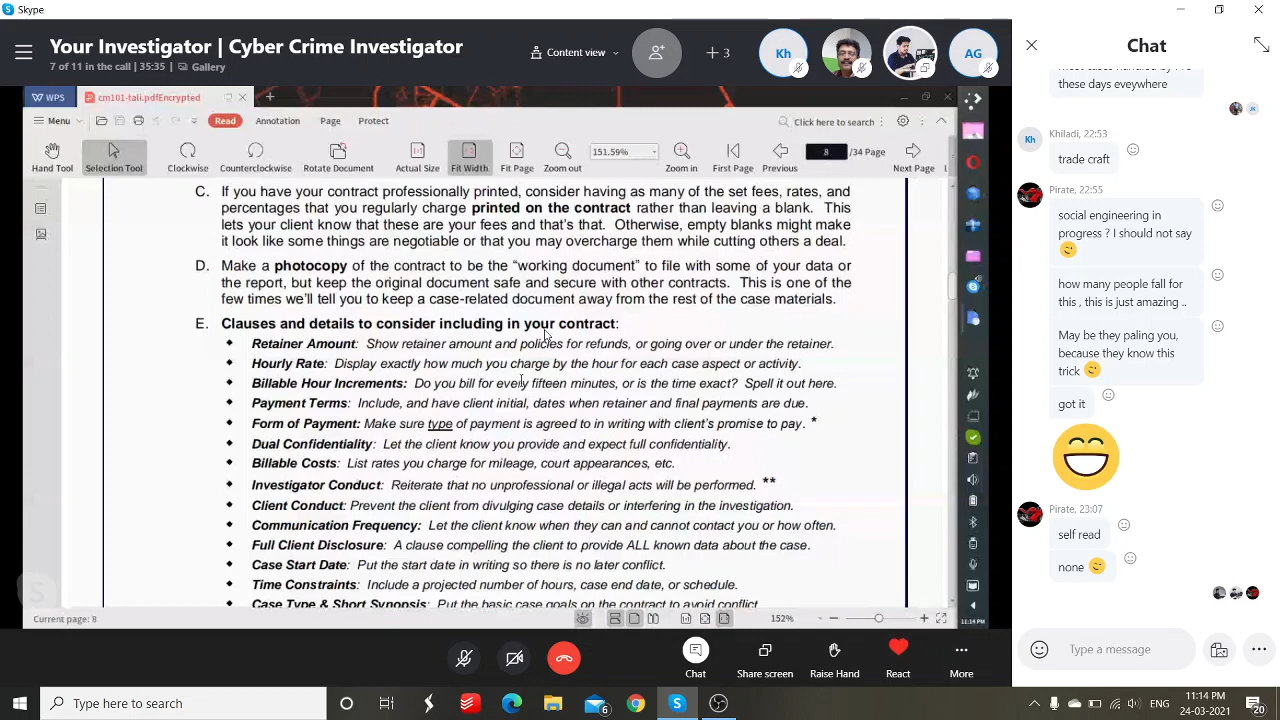 Skype
Your Investigator | Cyber Crime Investigator
7 of 11 in the call | 35:35 | Gallery
Content view
+ 3
Kh
AG
WPS
cm101-tali.pdfEncrypted
Menu
Read
Annotation
Page
Protect
Click here to search
Hand Tool
Selection Tool
Clockwise
Counterclockwise
Rotate Document
Actual Size
Fit Width
Fit Page
Zoom out
151.59%
Zoom in
First Page
Previous
8
/34 Page
Next Page
C. If you have your contract professionally printed, consider having as many of the set fees, rates, and
percentages that you regularly charge printed on the contract rather than leaving a blank. This
lets your client know that these are your fees and that's that. Otherwise, empty blanks might make
it look like some things are negotiable or that you may overcharge them while cutting others a deal.
D. Make a photocopy of the contract to be the "working document" to file with some of your data or
the report, but keep the original document safe and secure with other contracts. This is one of the
few times we'll tell you to keep a case-related document away from the rest of the case materials.
E. Clauses and details to consider including in your contract:
Retainer Amount: Show retainer amount and policies for refunds, or going over or under the retainer.
Hourly Rate: Display exactly how much you charge by the hour for each case aspect or activity.
Billable Hour Increments: Do you bill for every fifteen minutes, or is the time exact? Spell it out here.
Payment Terms: Include, and have client initial, dates when retainer and final payments are due.
Form of Payment: Make sure type of payment is agreed to in writing with client's promise to pay. *
Dual Confidentiality: Let the client know you provide and expect full confidentiality.
Billable Costs: List rates you charge for mileage, court appearances, etc.
Investigator Conduct: Reiterate that no unprofessional or illegal acts will be performed. **
Client Conduct: Prevent the client from divulging case details or interfering in the investigation.
Communication Frequency: Let the client know when they can and cannot contact you or how often.
Full Client Disclosure: A clause compelling the client to provide ALL known data about the case.
Case Start Date: Put the start date in writing so there is no later conflict.
Time Constraints: Include a projected number of hours, case end date, or schedule.
Case Type & Short Synopsis: Put the basic case goals on the contract to avoid conflict
Current page: 8
152%
11:14 PM
Chat
Share screen
Raise Hand
React
More
Chat
these days eveywhere
JK
Kh
Khiladi, 22:53
trade craft
Pirate, 22:55
social engineering in
progress ? I should not say
how many people fall for
this , this is just amazing ..
May be they paling you,
because they know this
trick
got it
Pirate, 23:07
self read
none
Type a message
Type here to search
6
11:14 PM
24-03-2021
20